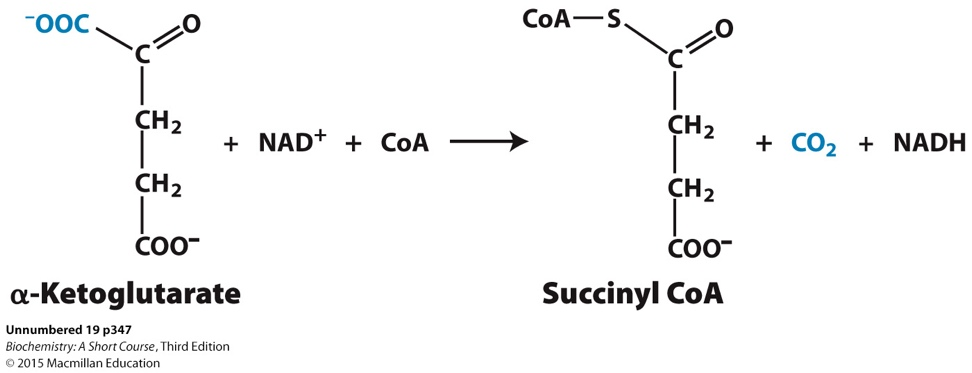 ⁻OOC O
C
CH₂
CH₂
COO⁻
+ NAD⁺ + CoA
CoA—S O
C
CH₂
CH₂
COO⁻
+ CO₂ + NADH
α-Ketoglutarate Succinyl CoA
Unnumbered 19 p347
Biochemistry: A Short Course, Third Edition
© 2015 Macmillan Education